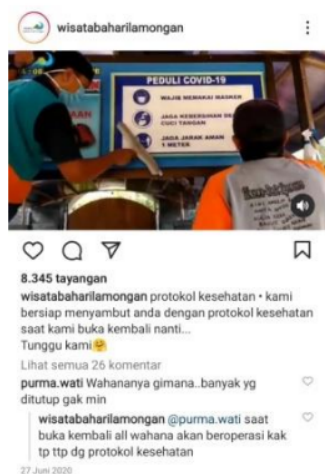 wisatabaharilamongan
PEDULI COVID-19
WAJIB MEMAKAI MASKER
JAGA KEBERSIHAN
CUCI TANGAN
JAGA JARAK AMAN
1 METER
8.345 tayangan
wisatabaharilamongan protokol kesehatan • kami
bersiap menyambut anda dengan protokol kesehatan
saat kami buka kembali nanti...
Tunggu kami🤗
Lihat semua 26 komentar
purma.wati Wahananya gimana..banyak yg
ditutup gak min
wisatabaharilamongan @purma.wati saat
buka kembali all wahana akan beroperasi kak
tp ttp dg protokol kesehatan
27 Juni 2020